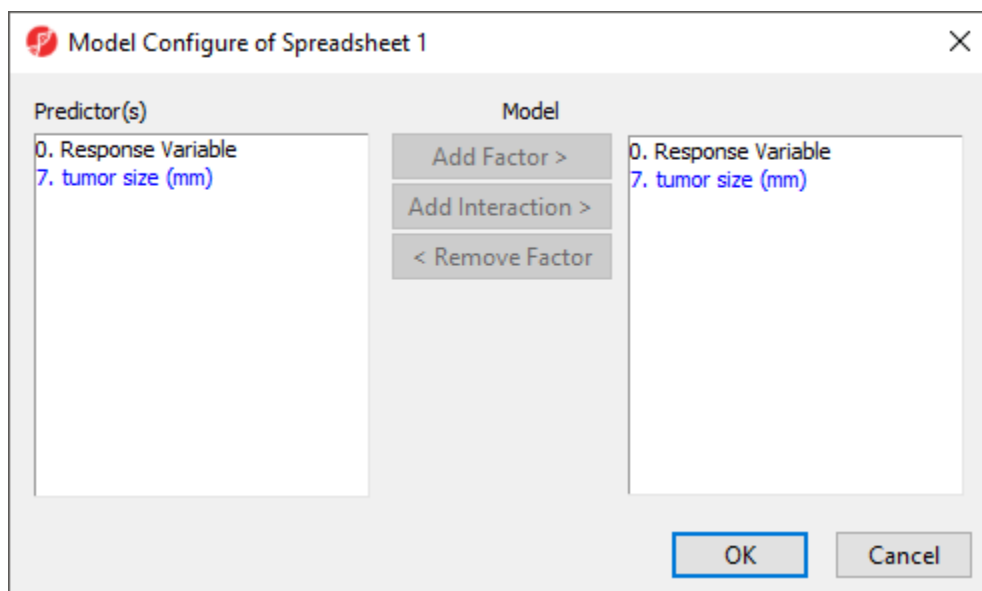 Model Configure of Spreadsheet 1
Predictor(s)
0. Response Variable
7. tumor size (mm)
Model
Add Factor >
Add Interaction >
< Remove Factor
0. Response Variable
7. tumor size (mm)
OK
Cancel